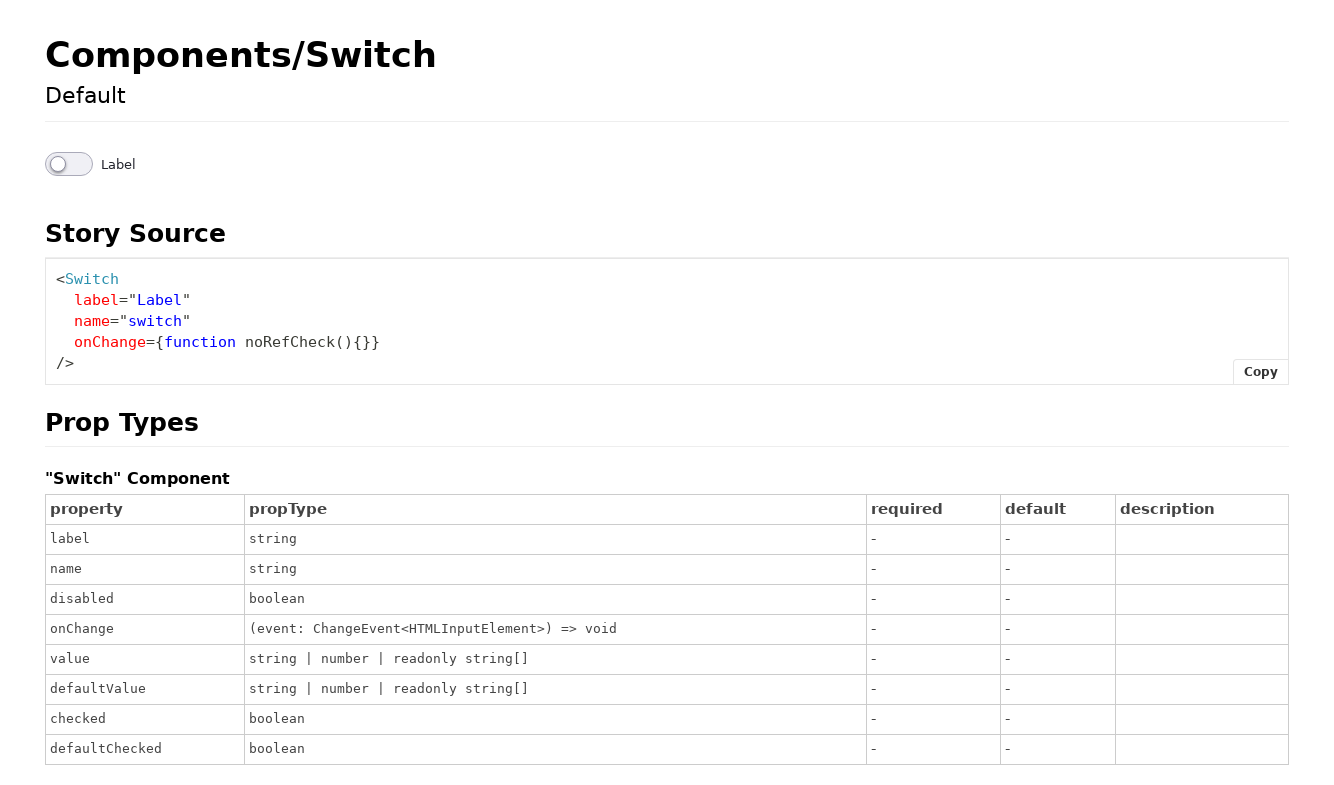 Components/Switch
Default
Label
Story Source
<Switch
  label="Label"
  name="switch"
  onChange={function noRefCheck(){}}
/>
Copy
Prop Types
"Switch" Component
property propType required default description
label string - -
name string - -
disabled boolean - -
onChange (event: ChangeEvent<HTMLInputElement>) => void - -
value string | number | readonly string[] - -
defaultValue string | number | readonly string[] - -
checked boolean - -
defaultChecked boolean - -